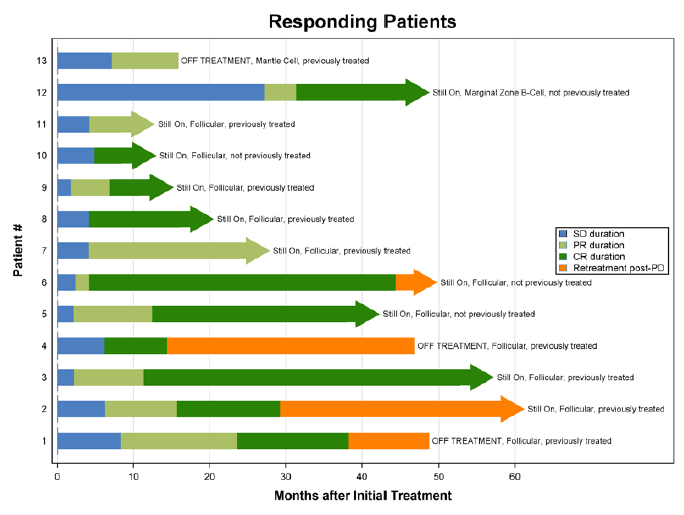 Responding Patients
13
OFF TREATMENT, Mantle Cell, previously treated
12
Still On, Marginal Zone B-Cell, not previously treated
11
Still On, Follicular, previously treated
10
Still On, Follicular, not previously treated
9
Still On, Follicular, previously treated
8
Still On, Follicular, previously treated
7
Still On, Follicular, previously treated
6
Still On, Follicular, not previously treated
5
Still On, Follicular, not previously treated
4
OFF TREATMENT, Follicular, previously treated
3
Still On, Follicular, previously treated
2
Still On, Follicular, previously treated
1
OFF TREATMENT, Follicular, previously treated
SD duration
PR duration
CR duration
Retreatment post-PD
Patient #
0 10 20 30 40 50 60
Months after Initial Treatment